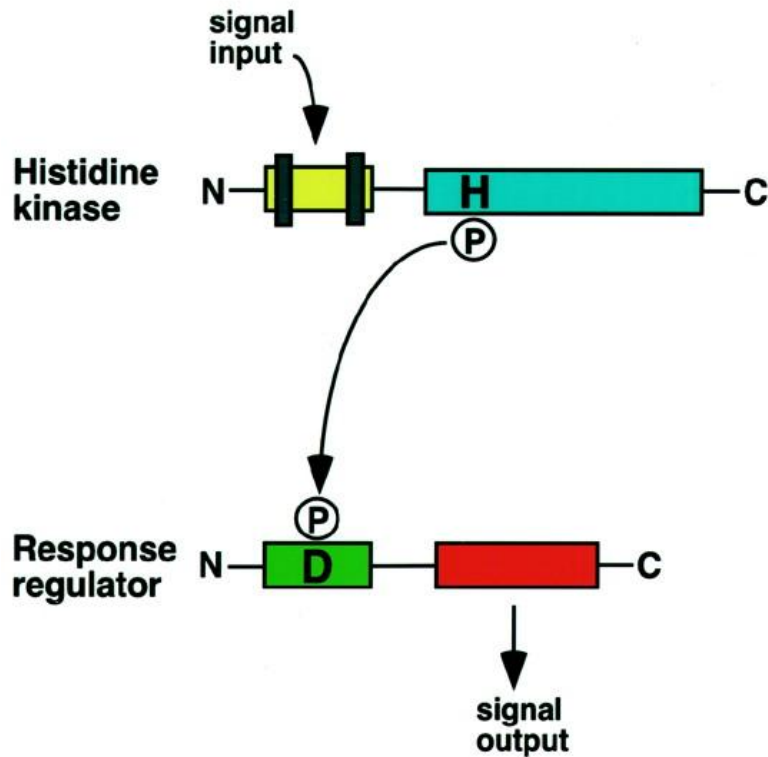 signal
input
Histidine
kinase
N
H
C
P
P
Response
regulator
N
D
C
signal
output